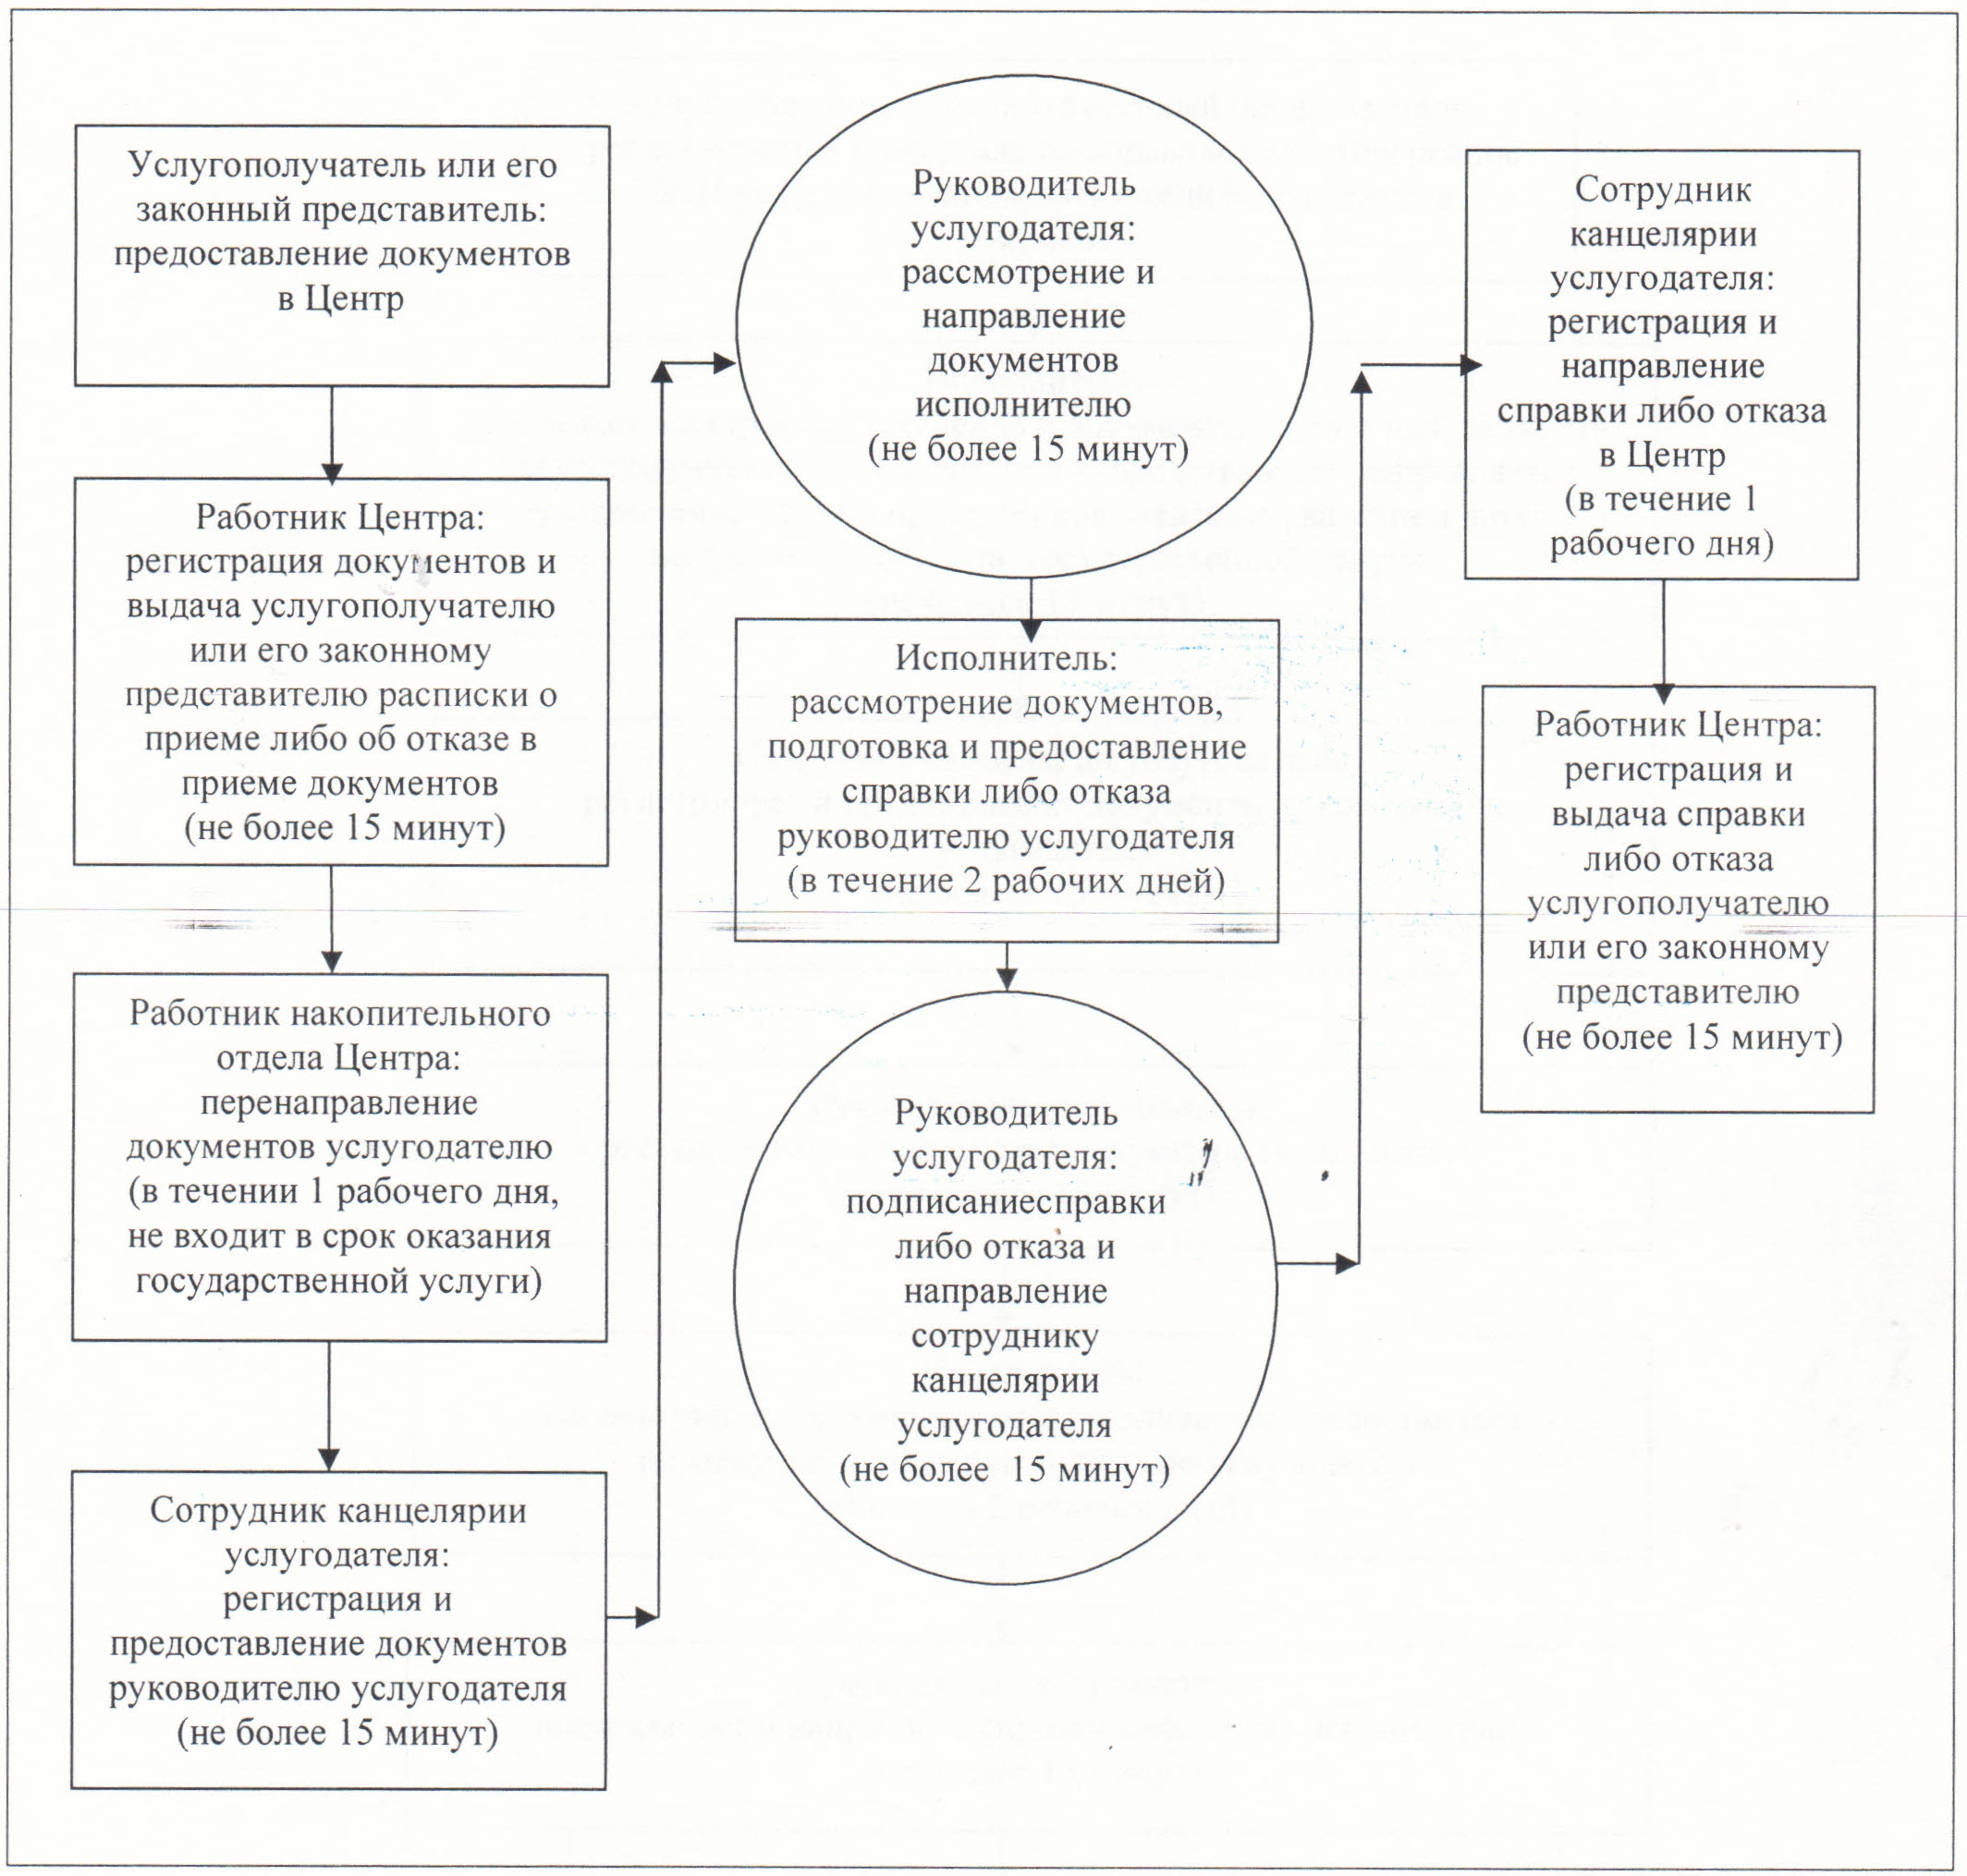 Услугополучатель или его
законный представитель:
предоставление документов
в Центр
Работник Центра:
регистрация документов и
выдача услугополучателю
или его законному
представителю расписки о
приеме либо об отказе в
приеме документов
(не более 15 минут)
Работник накопительного
отдела Центра:
перенаправление
документов услугодателю
(в течении 1 рабочего дня,
не входит в срок оказания
государственной услуги)
Сотрудник канцелярии
услугодателя:
регистрация и
предоставление документов
руководителю услугодателя
(не более 15 минут)
Руководитель
услугодателя:
рассмотрение и
направление
документов
исполнителю
(не более 15 минут)
Исполнитель:
рассмотрение документов,
подготовка и предоставление
справки либо отказа
руководителю услугодателя
(в течение 2 рабочих дней)
Руководитель
услугодателя:
подписаниесправки
либо отказа и
направление
сотруднику
канцелярии
услугодателя
(не более 15 минут)
Сотрудник
канцелярии
услугодателя:
регистрация и
направление
справки либо отказа
в Центр
(в течение 1
рабочего дня)
Работник Центра:
регистрация и
выдача справки
либо отказа
услугополучателю
или его законному
представителю
(не более 15 минут)